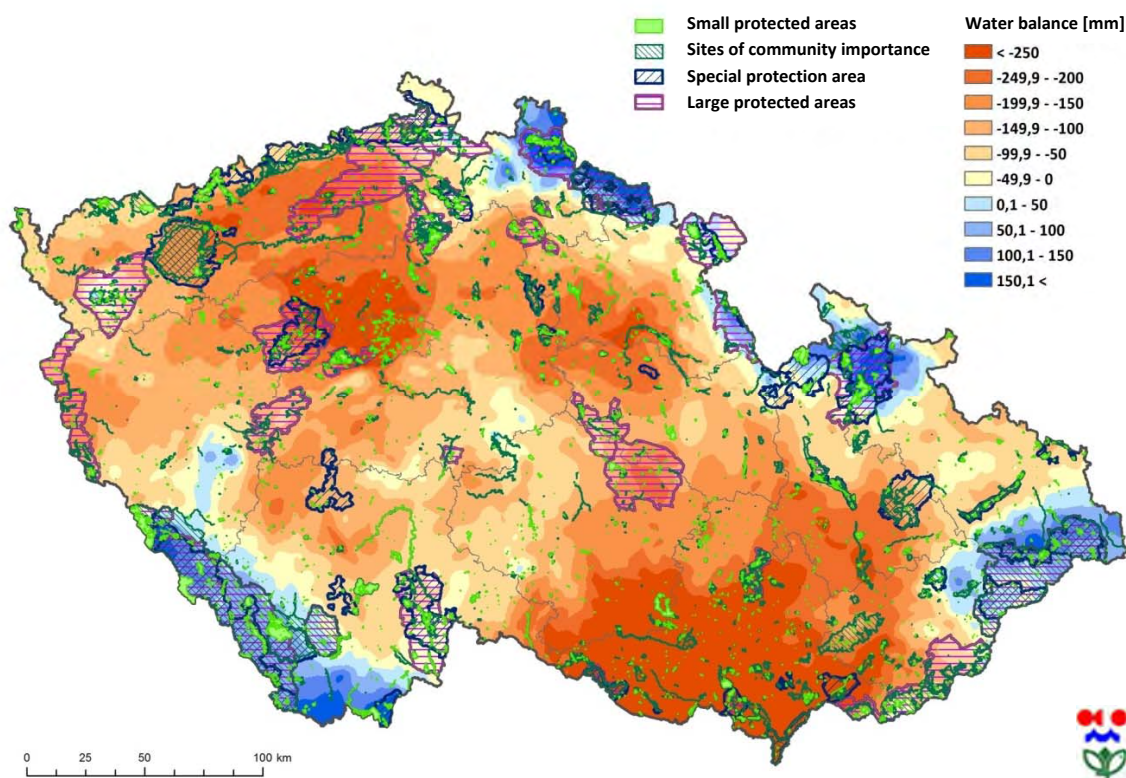 Small protected areas
Sites of community importance
Special protection area
Large protected areas
Water balance [mm]
< -250
-249,9 - -200
-199,9 - -150
-149,9 - -100
-99,9 - -50
-49,9 - 0
0,1 - 50
50,1 - 100
100,1 - 150
150,1 <
0 25 50 100 km